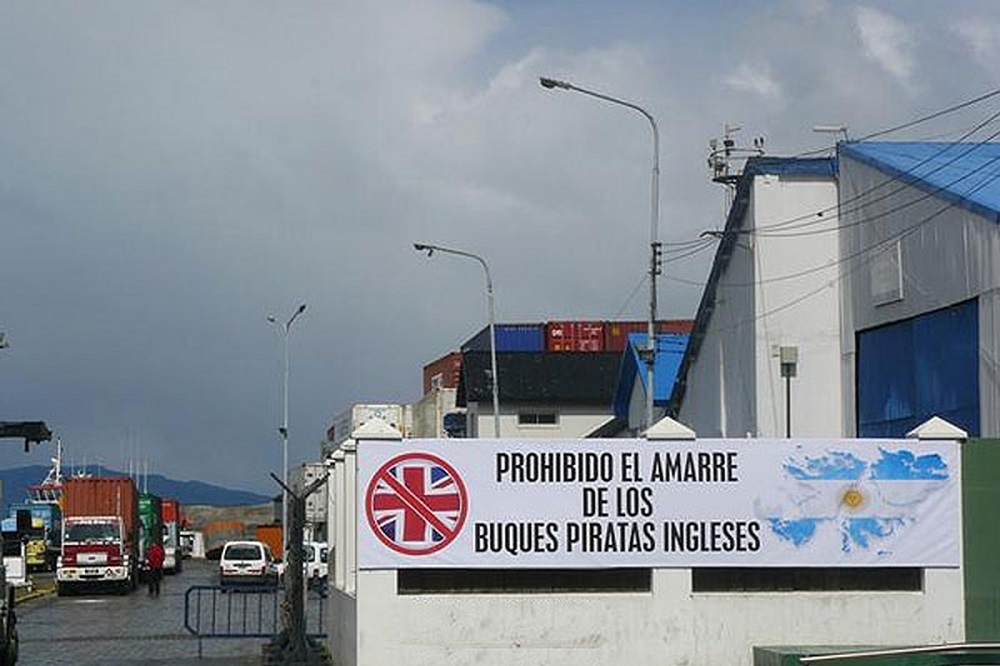 PROHIBIDO EL AMARRE
DE LOS
BUQUES PIRATAS INGLESES